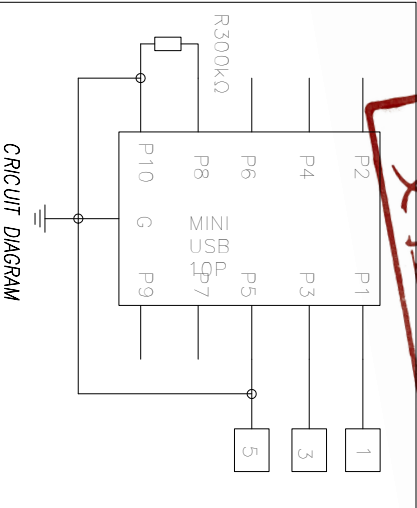 R300kΩ
P10 P8 P6 P4 P2
G MINI
USB
10P
P9 P7 P5 P3 P1
5 3 1
CRICUIT DIAGRAM